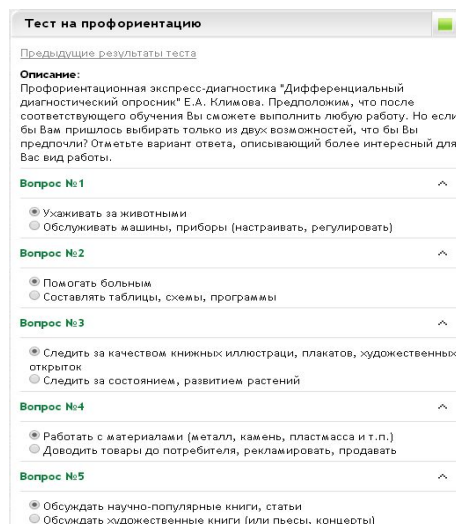 Тест на профориентацию
Предыдущие результаты теста
Описание:
Профориентационная экспресс-диагностика "Дифференциальный
диагностический опросник" Е.А. Климова. Предположим, что после
соответствующего обучения Вы сможете выполнить любую работу. Но если
бы Вам пришлось выбирать только из двух возможностей, что бы Вы
предпочли? Отметьте вариант ответа, описывающий более интересный для
Вас вид работы.
Вопрос №1
Ухаживать за животными
Обслуживать машины, приборы (настраивать, регулировать)
Вопрос №2
Помогать больным
Составлять таблицы, схемы, программы
Вопрос №3
Следить за качеством книжных иллюстраци, плакатов, художественных
открыток
Следить за состоянием, развитием растений
Вопрос №4
Работать с материалами (металл, камень, пластмасса и т.п.)
Доводить товары до потребителя, рекламировать, продавать
Вопрос №5
Обсуждать научно-популярные книги, статьи
Обсуждать художественные книги (или пьесы, концерты)